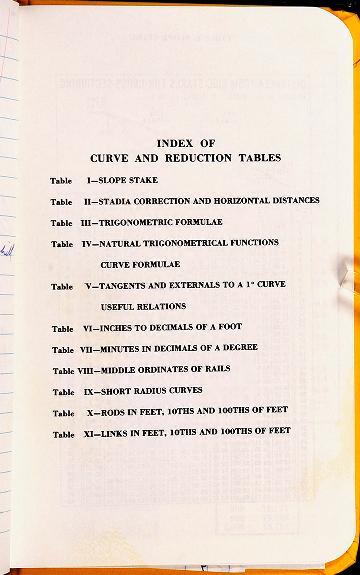 INDEX OF
CURVE AND REDUCTION TABLES
Table I—SLOPE STAKE
Table II—STADIA CORRECTION AND HORIZONTAL DISTANCES
Table III—TRIGONOMETRIC FORMULAE
Table IV—NATURAL TRIGONOMETRICAL FUNCTIONS
CURVE FORMULAE
Table V—TANGENTS AND EXTERNALS TO A 1° CURVE
USEFUL RELATIONS
Table VI—INCHES TO DECIMALS OF A FOOT
Table VII—MINUTES IN DECIMALS OF A DEGREE
Table VIII—MIDDLE ORDINATES OF RAILS
Table IX—SHORT RADIUS CURVES
Table X—RODS IN FEET, 10THS AND 100THS OF FEET
Table XI—LINKS IN FEET, 10THS AND 100THS OF FEET